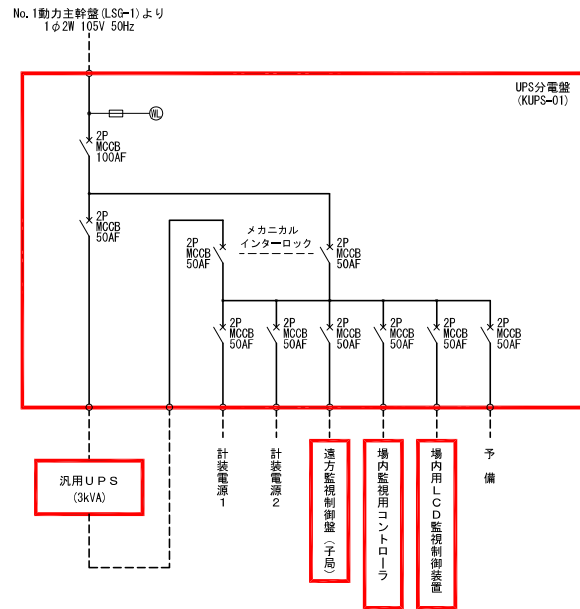 No.1動力主幹盤(LSG-1)より
1φ2W 105V 50Hz
UPS分電盤
(KUPS-01)
WL
2P
MCCB
100AF
2P
MCCB
50AF
メカニカル
インターロック
2P
MCCB
50AF
2P
MCCB
50AF
2P
MCCB
50AF
2P
MCCB
50AF
2P
MCCB
50AF
2P
MCCB
50AF
2P
MCCB
50AF
2P
MCCB
50AF
汎用UPS
(3kVA)
計装電源1
計装電源2
遠方監視制御盤(子局)
場内監視用コントローラ
場内用LCD監視制御装置
予備